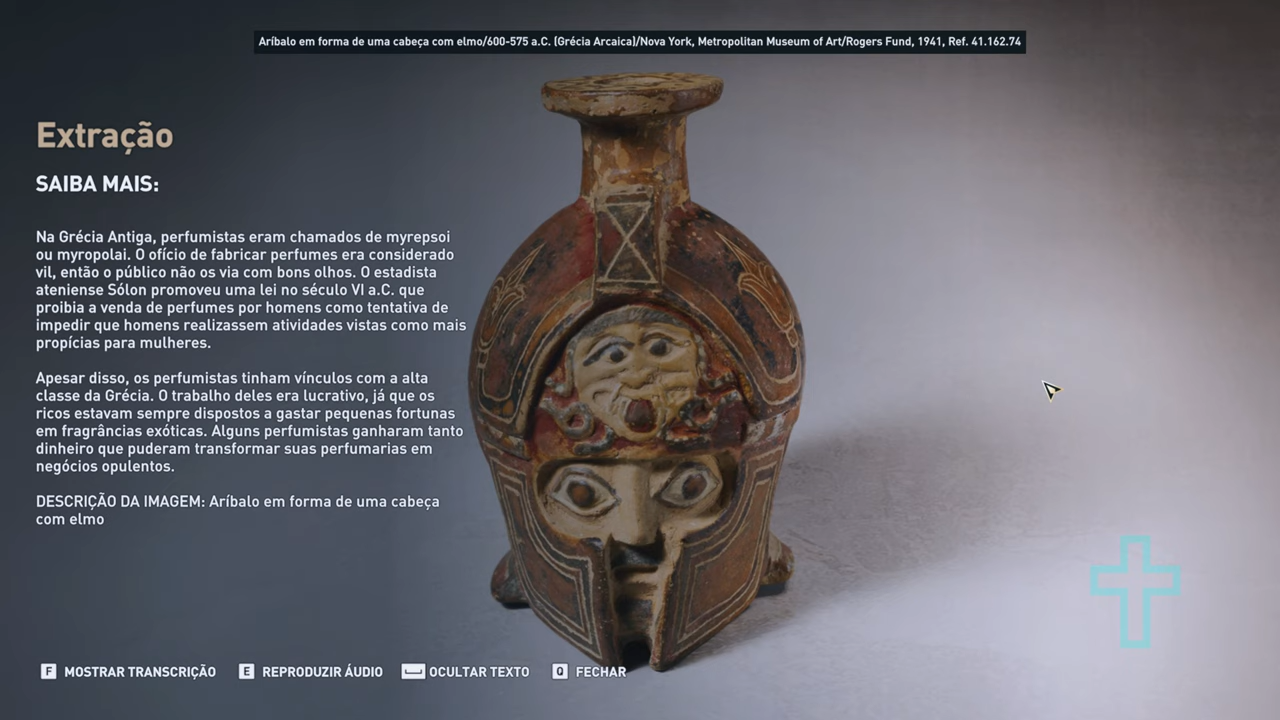 Aríbalo em forma de uma cabeça com elmo/600-575 a.C. (Grécia Arcaica)/Nova York, Metropolitan Museum of Art/Rogers Fund, 1941, Ref. 41.162.74
Extração
SAIBA MAIS:
Na Grécia Antiga, perfumistas eram chamados de myrepsoi
ou myropolai. O ofício de fabricar perfumes era considerado
vil, então o público não os via com bons olhos. O estadista
ateniense Sólon promoveu uma lei no século VI a.C. que
proibia a venda de perfumes por homens como tentativa de
impedir que homens realizassem atividades vistas como mais
propícias para mulheres.
Apesar disso, os perfumistas tinham vínculos com a alta
classe da Grécia. O trabalho deles era lucrativo, já que os
ricos estavam sempre dispostos a gastar pequenas fortunas
em fragrâncias exóticas. Alguns perfumistas ganharam tanto
dinheiro que puderam transformar suas perfumarias em
negócios opulentos.
DESCRIÇÃO DA IMAGEM: Aríbalo em forma de uma cabeça
com elmo
F MOSTRAR TRANSCRIÇÃO E REPRODUZIR ÁUDIO OCULTAR TEXTO Q FECHAR